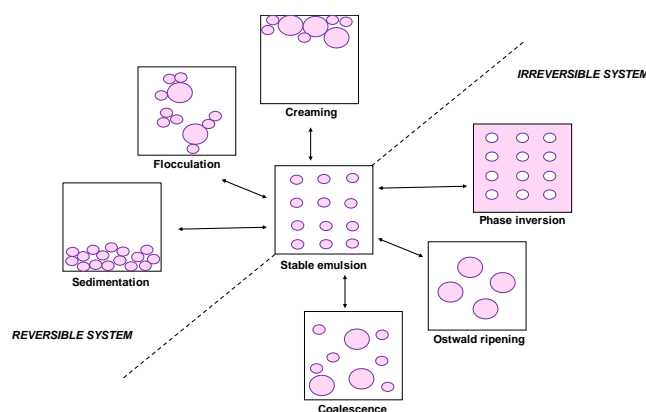 IRREVERSIBLE SYSTEM
Creaming
Flocculation
Phase inversion
Stable emulsion
Sedimentation
Ostwald ripening
REVERSIBLE SYSTEM
Coalescence